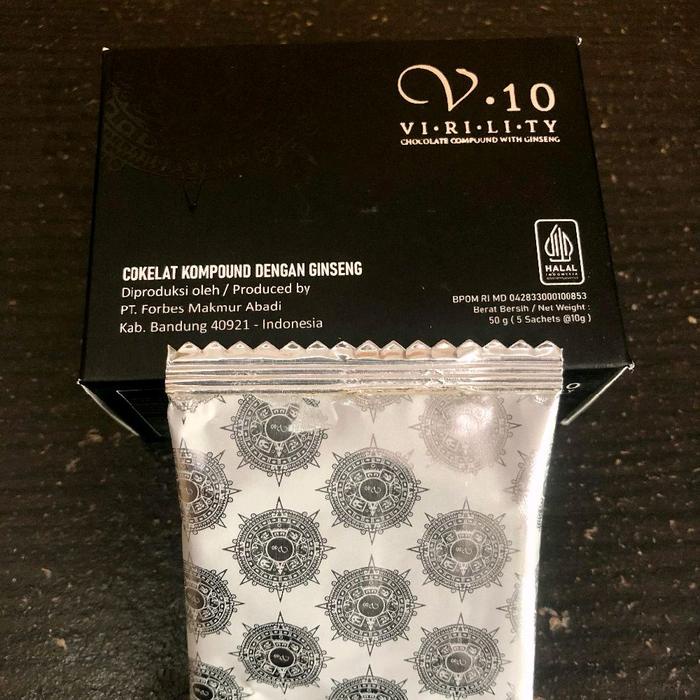 V·10
VI·RI·LI·TY
CHOCOLATE COMPOUND WITH GINSENG
HALAL
INDONESIA
COKELAT KOMPOUND DENGAN GINSENG
Diproduksi oleh / Produced by
PT. Forbes Makmur Abadi
Kab. Bandung 40921 - Indonesia
BPOM RI MD 042833000100853
Berat Bersih / Net Weight :
50 g ( 5 Sachets @10g )